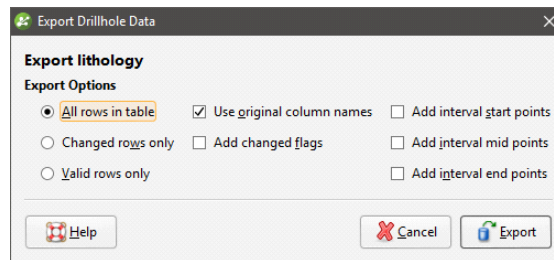 Export Drillhole Data
Export lithology
Export Options
All rows in table
Use original column names
Add interval start points
Changed rows only
Add changed flags
Add interval mid points
Valid rows only
Add interval end points
Help
Cancel
Export